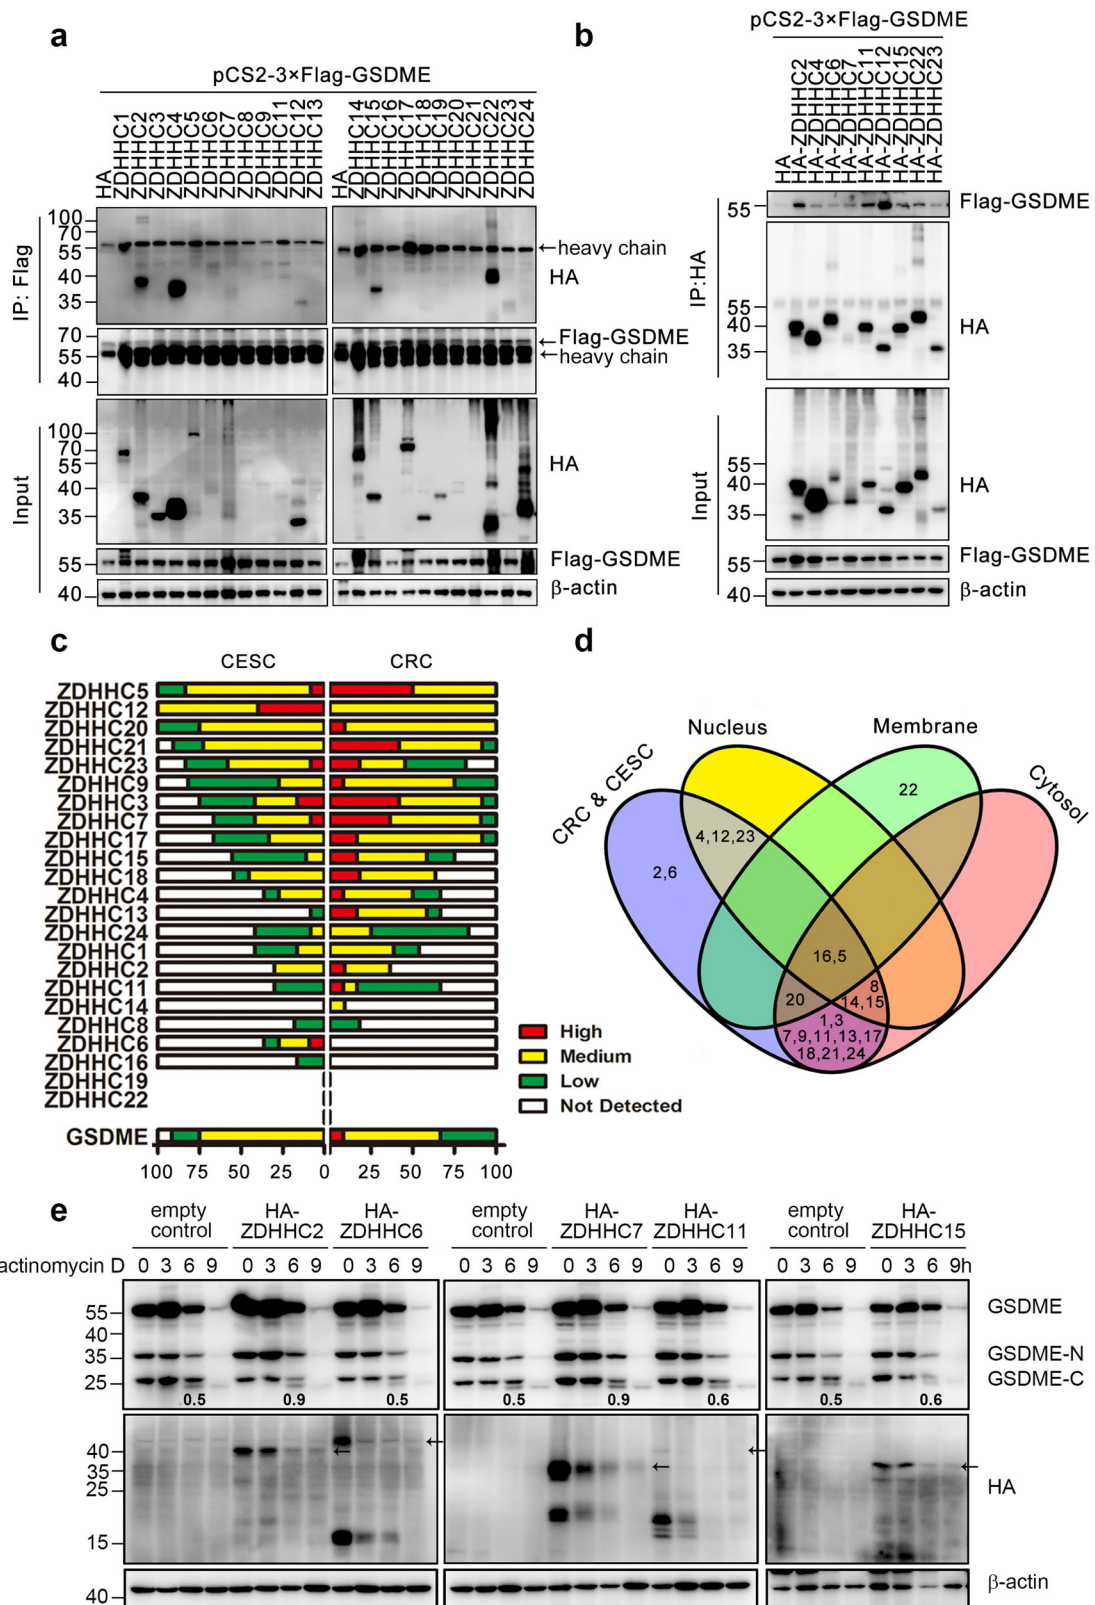 a
pCS2-3×Flag-GSDME
HA
ZDHHC1
ZDHHC2
ZDHHC3
ZDHHC4
ZDHHC5
ZDHHC6
ZDHHC7
ZDHHC8
ZDHHC9
ZDHHC11
ZDHHC12
ZDHHC13
HA
ZDHHC14
ZDHHC15
ZDHHC16
ZDHHC17
ZDHHC18
ZDHHC19
ZDHHC20
ZDHHC21
ZDHHC22
ZDHHC23
ZDHHC24
IP: Flag
100
70
55
40
35
←heavy chain
HA
70
55
40
←Flag-GSDME
←heavy chain
Input
100
70
55
40
35
HA
55
Flag-GSDME
40
β-actin
b
pCS2-3×Flag-GSDME
HA
HA-ZDHHC2
HA-ZDHHC4
HA-ZDHHC6
HA-ZDHHC7
HA-ZDHHC11
HA-ZDHHC12
HA-ZDHHC15
HA-ZDHHC22
HA-ZDHHC23
IP:HA
55
Flag-GSDME
55
40
35
HA
Input
55
40
35
HA
55
Flag-GSDME
40
β-actin
c
CESC CRC
ZDHHC5
ZDHHC12
ZDHHC20
ZDHHC21
ZDHHC23
ZDHHC9
ZDHHC3
ZDHHC7
ZDHHC17
ZDHHC15
ZDHHC18
ZDHHC4
ZDHHC13
ZDHHC24
ZDHHC1
ZDHHC2
ZDHHC11
ZDHHC14
ZDHHC8
ZDHHC6
ZDHHC16
ZDHHC19
ZDHHC22
GSDME
100 75 50 25 0 25 50 75 100
High
Medium
Low
Not Detected
d
CRC & CESC
Nucleus
Membrane
Cytosol
22
4,12,23
2,6
16,5
20
8
14,15
1,3
7,9,11,13,17
18,21,24
e
empty control
HA-ZDHHC2
HA-ZDHHC6
empty control
HA-ZDHHC7
HA-ZDHHC11
empty control
HA-ZDHHC15
actinomycin D 0 3 6 9 0 3 6 9 0 3 6 9 0 3 6 9 0 3 6 9 0 3 6 9 0 3 6 9 0 3 6 9h
55
40
35
25
GSDME
GSDME-N
GSDME-C
0.5 0.9 0.5 0.5 0.9 0.6 0.5 0.6
40
35
25
15
HA
40
β-actin